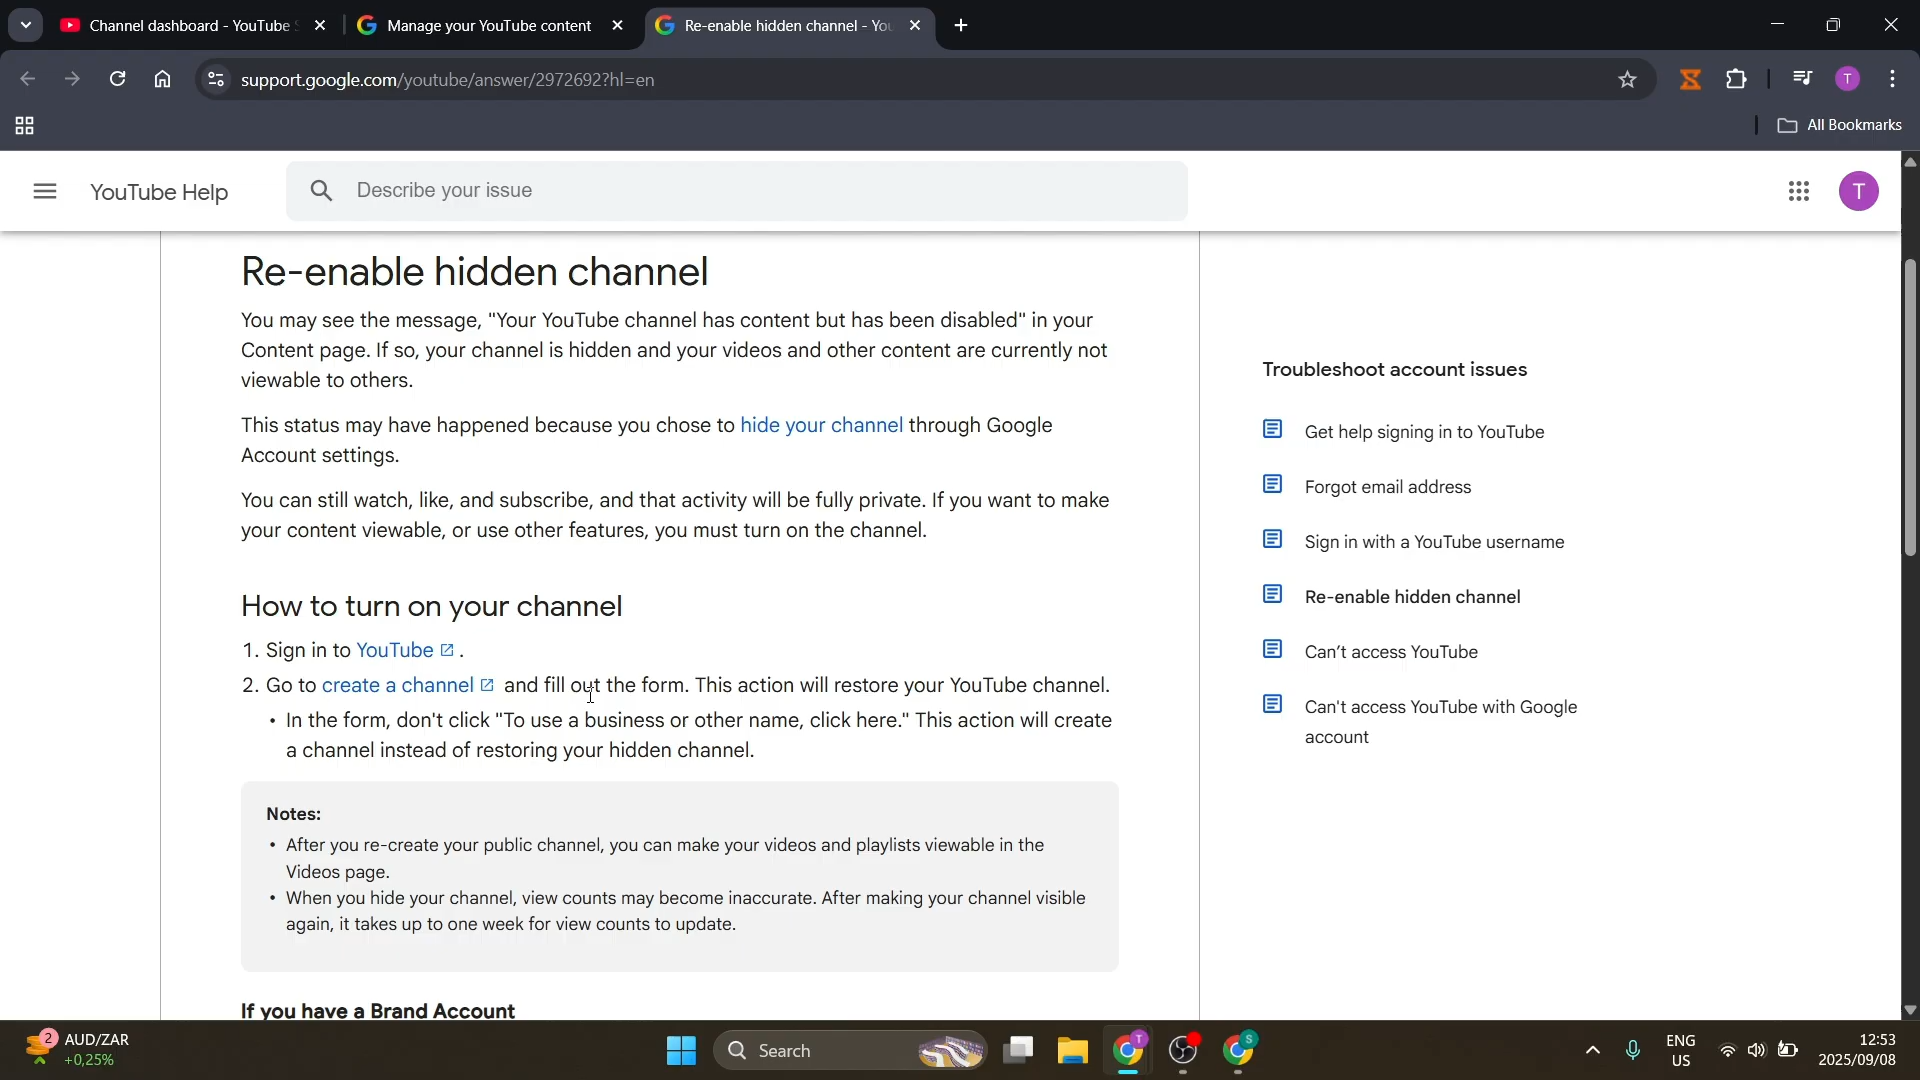 Channel dashboard - YouTube S
Manage your YouTube content
Re-enable hidden channel - You
support.google.com/youtube/answer/2972692?hl=en
T
All Bookmarks
YouTube Help
Describe your issue
T
Re-enable hidden channel
You may see the message, "Your YouTube channel has content but has been disabled" in your
Content page. If so, your channel is hidden and your videos and other content are currently not
viewable to others.
This status may have happened because you chose to hide your channel through Google
Account settings.
You can still watch, like, and subscribe, and that activity will be fully private. If you want to make
your content viewable, or use other features, you must turn on the channel.
How to turn on your channel
1. Sign in to YouTube .
2. Go to create a channel and fill out the form. This action will restore your YouTube channel.
• In the form, don't click "To use a business or other name, click here." This action will create
a channel instead of restoring your hidden channel.
Notes:
• After you re-create your public channel, you can make your videos and playlists viewable in the
Videos page.
• When you hide your channel, view counts may become inaccurate. After making your channel visible
again, it takes up to one week for view counts to update.
If you have a Brand Account
Troubleshoot account issues
Get help signing in to YouTube
Forgot email address
Sign in with a YouTube username
Re-enable hidden channel
Can't access YouTube
Can't access YouTube with Google
account
2
AUD/ZAR
+0,25%
Search
T
S
ENG
US
12:53
2025/09/08